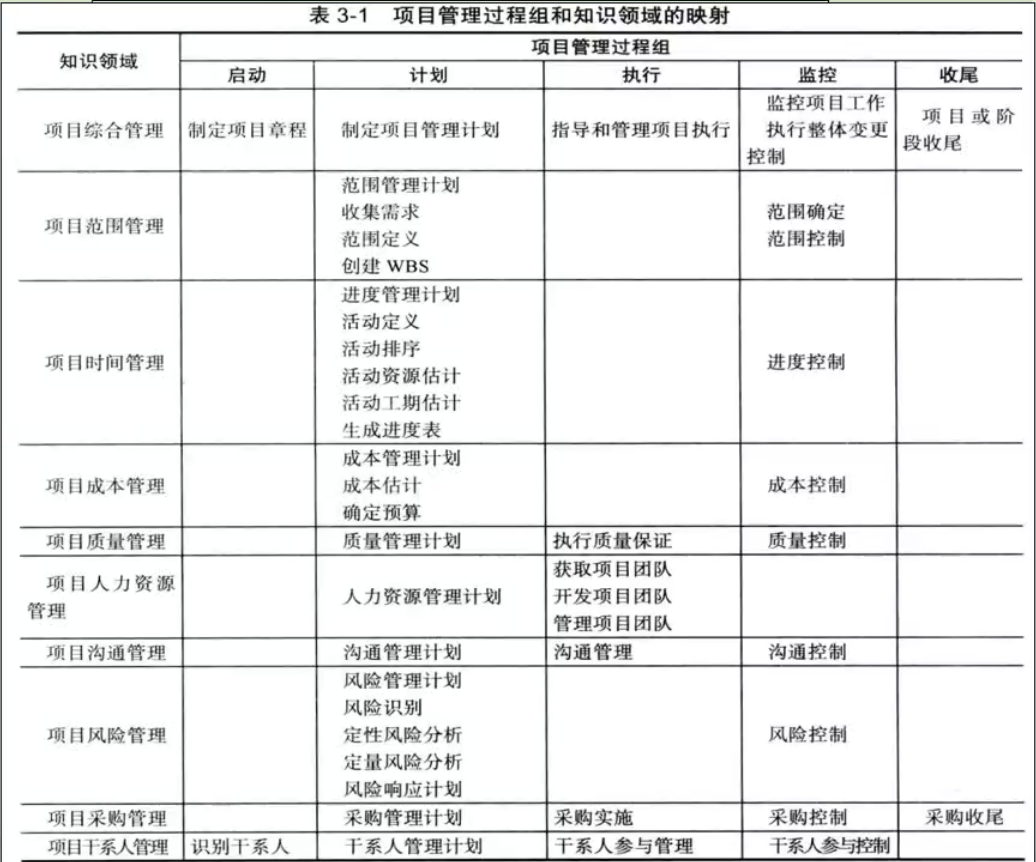 表 3-1 项目管理过程组和知识领域的映射
知识领域
项目管理过程组
启动 计划 执行 监控 收尾
项目综合管理 制定项目章程 制定项目管理计划 指导和管理项目执行
监控项目工作
执行整体变更
控制
项目或阶
段收尾
项目范围管理
范围管理计划
收集需求
范围定义
创建 WBS
范围确定
范围控制
项目时间管理
进度管理计划
活动定义
活动排序
活动资源估计
活动工期估计
生成进度表
进度控制
项目成本管理
成本管理计划
成本估计
确定预算
成本控制
项目质量管理 质量管理计划 执行质量保证 质量控制
项目人力资源
管理
人力资源管理计划
获取项目团队
开发项目团队
管理项目团队
项目沟通管理 沟通管理计划 沟通管理 沟通控制
项目风险管理
风险管理计划
风险识别
定性风险分析
定量风险分析
风险响应计划
风险控制
项目采购管理 采购管理计划 采购实施 采购控制 采购收尾
项目干系人管理 识别干系人 干系人管理计划 干系人参与管理 干系人参与控制